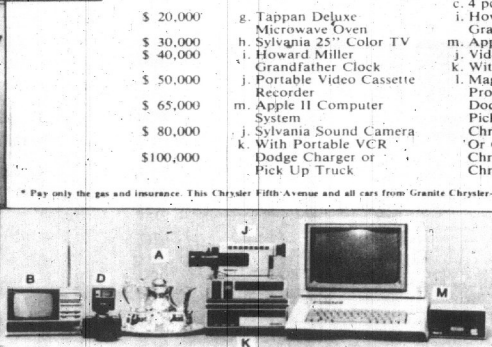 c. 4 po
$ 20,000 g. Tappan Deluxe
Microwave Oven
$ 30,000 h. Sylvania 25" Color TV
$ 40,000 i. Howard Miller
Grandfather Clock
$ 50,000 j. Portable Video Cassette
Recorder
$ 65,000 m. Apple II Computer
System
$ 80,000 j. Sylvania Sound Camera
k. With Portable VCR
$100,000 Dodge Charger or
Pick Up Truck
i. How
Gra
m. App
j. Vid
k. Wit
l. Mag
Pro
Dod
Pick
Chr
Or
Chr
Chr
* Pay only the gas and insurance. This Chrysler Fifth Avenue and all cars from Granite Chrysler-
B
D
A
J
K
M